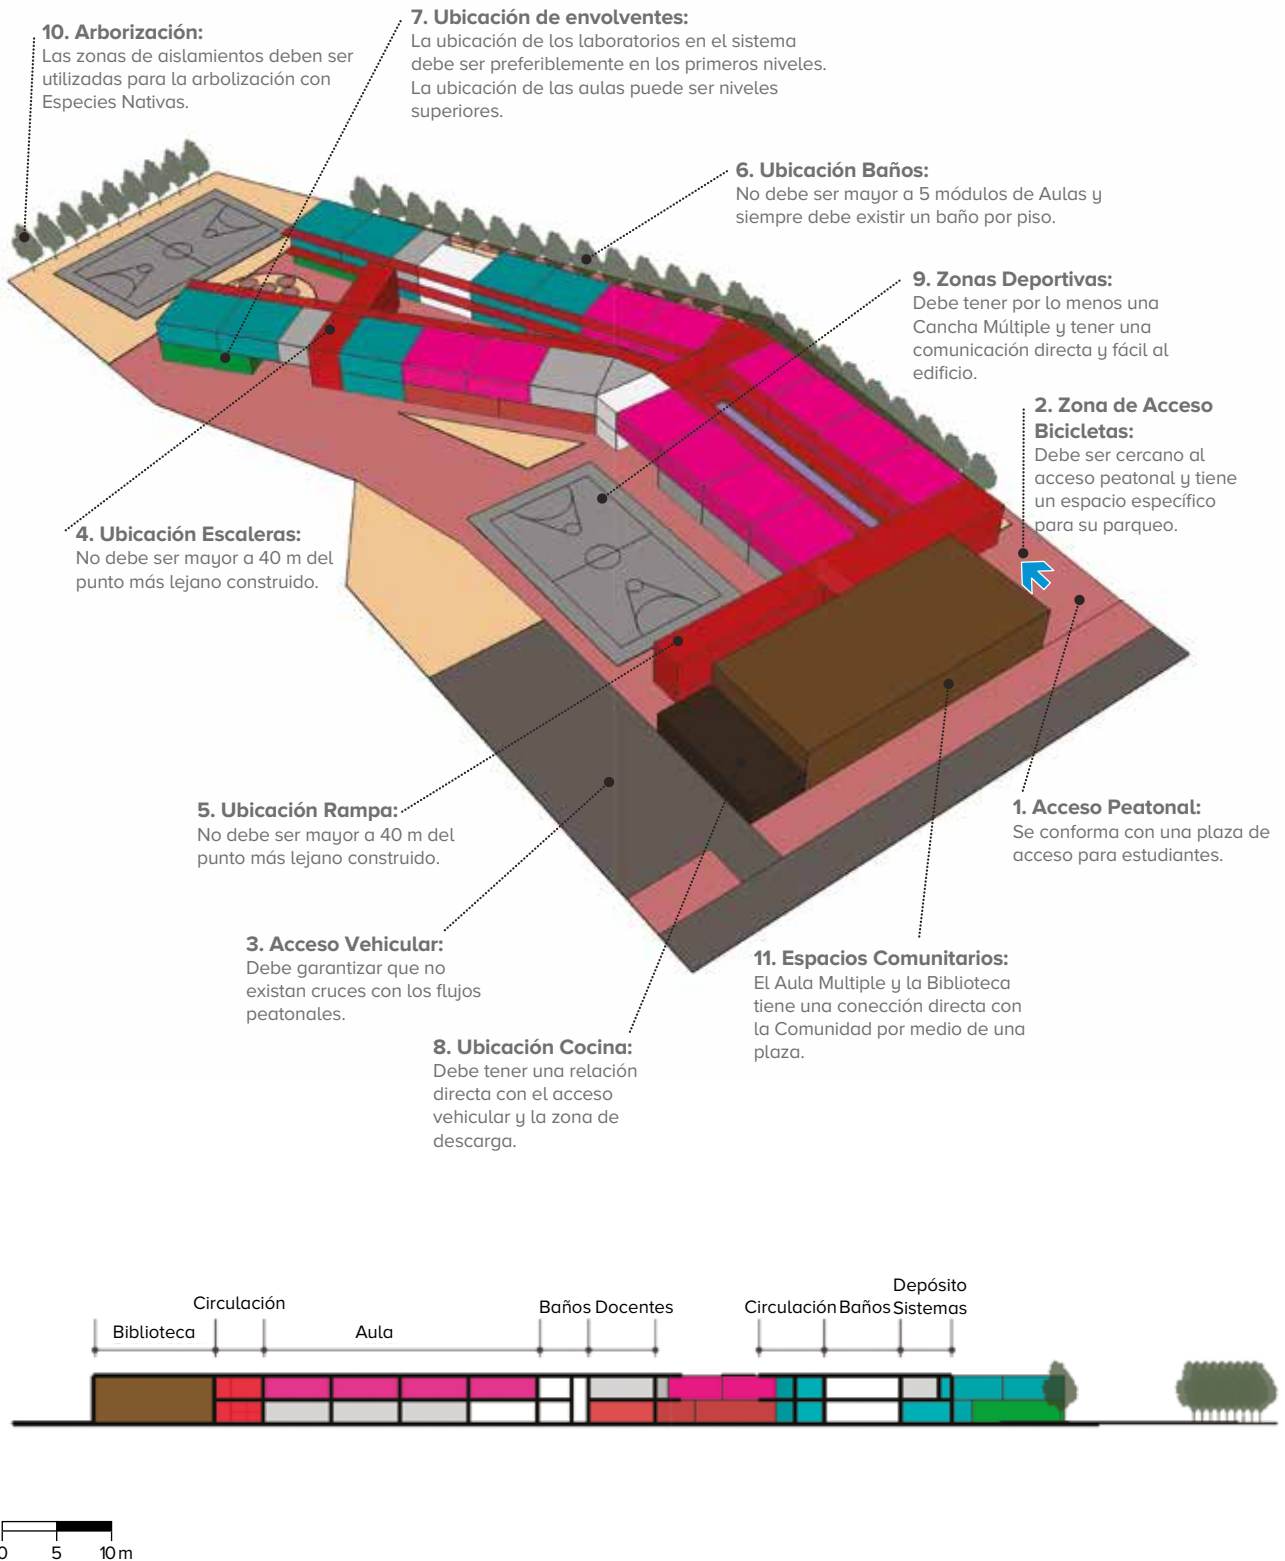 7. Ubicación de envolventes:
La ubicación de los laboratorios en el sistema
debe ser preferiblemente en los primeros niveles.
La ubicación de las aulas puede ser niveles
superiores.
10. Arborización:
Las zonas de aislamientos deben ser
utilizadas para la arbolización con
Especies Nativas.
6. Ubicación Baños:
No debe ser mayor a 5 módulos de Aulas y
siempre debe existir un baño por piso.
9. Zonas Deportivas:
Debe tener por lo menos una
Cancha Múltiple y tener una
comunicación directa y fácil al
edificio.
2. Zona de Acceso
Bicicletas:
Debe ser cercano al
acceso peatonal y tiene
un espacio específico
para su parqueo.
4. Ubicación Escaleras:
No debe ser mayor a 40 m del
punto más lejano construido.
5. Ubicación Rampa:
No debe ser mayor a 40 m del
punto más lejano construido.
1. Acceso Peatonal:
Se conforma con una plaza de
acceso para estudiantes.
3. Acceso Vehicular:
Debe garantizar que no
existan cruces con los flujos
peatonales.
11. Espacios Comunitarios:
El Aula Multiple y la Biblioteca
tiene una conección directa con
la Comunidad por medio de una
plaza.
8. Ubicación Cocina:
Debe tener una relación
directa con el acceso
vehicular y la zona de
descarga.
Biblioteca
Circulación
Aula
Baños Docentes
Circulación Baños
Depósito
Sistemas
0 5 10 m